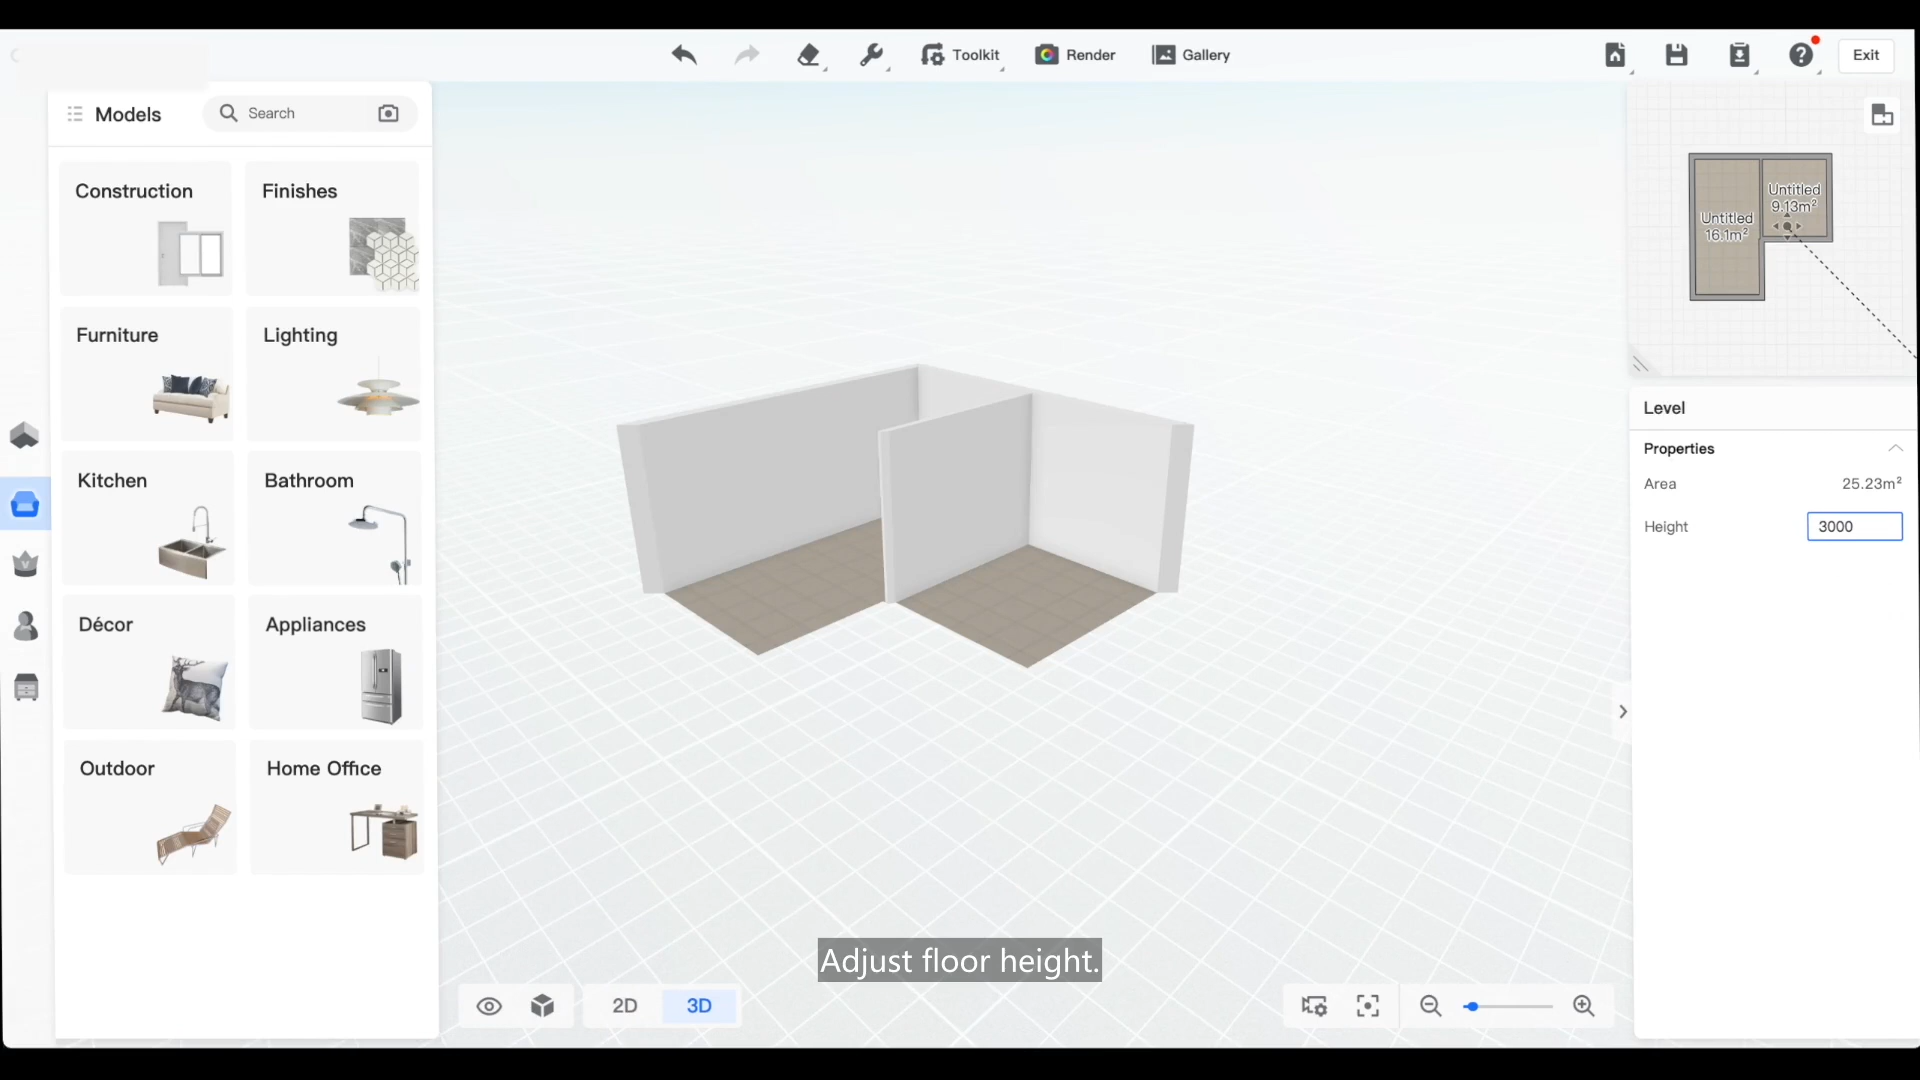 Toolkit
Render
Gallery
Exit
Models
Search
Construction
Finishes
Furniture
Lighting
Kitchen
Bathroom
Décor
Appliances
Outdoor
Home Office
Untitled
9.13m²
Untitled
16.1m²
Level
Properties
Area 25.23m²
Height 3000
Adjust floor height.
2D
3D